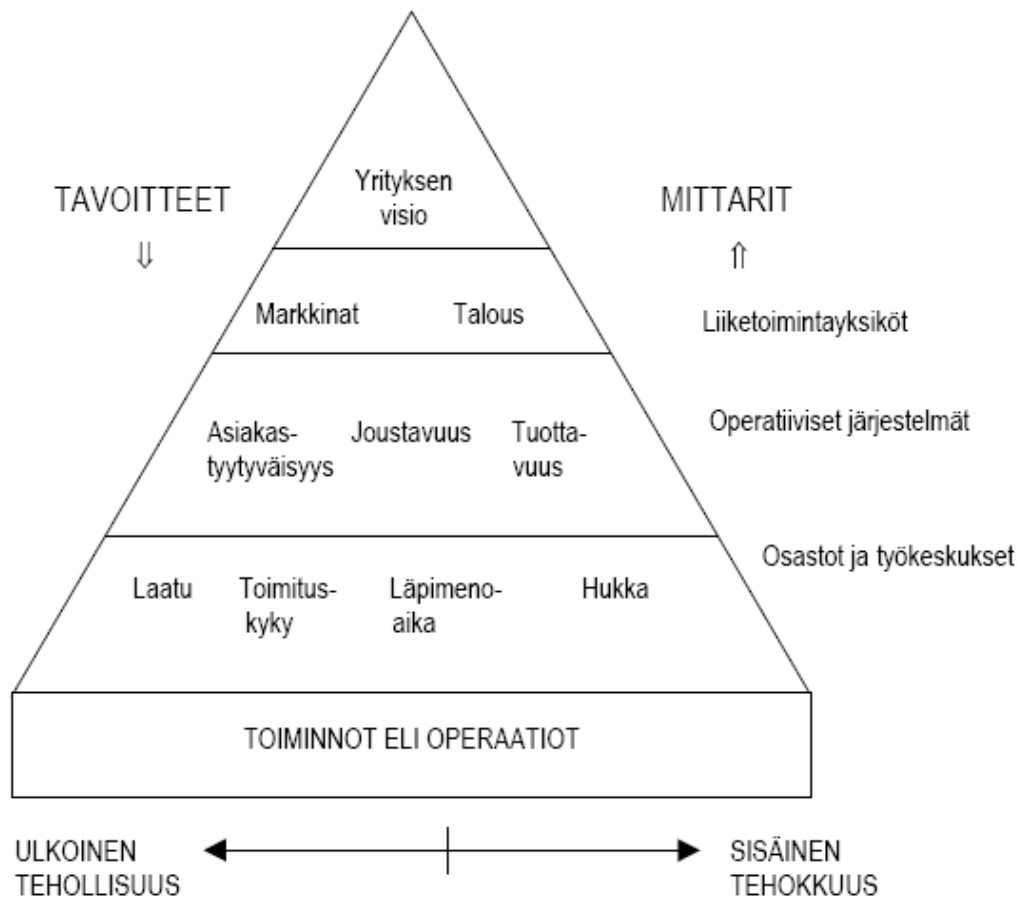 Yrityksen
visio
TAVOITTEET
⇓
MITTARIT
⇑
Markkinat Talous
Liiketoimintayksiköt
Asiakas-
tyytyväisyys
Joustavuus
Tuotta-
vuus
Operatiiviset järjestelmät
Laatu
Toimitus-
kyky
Läpimeno-
aika
Hukka
Osastot ja työkeskukset
TOIMINNOT ELI OPERAATIOT
ULKOINEN
TEHOLLISUUS
SISÄINEN
TEHOKKUUS